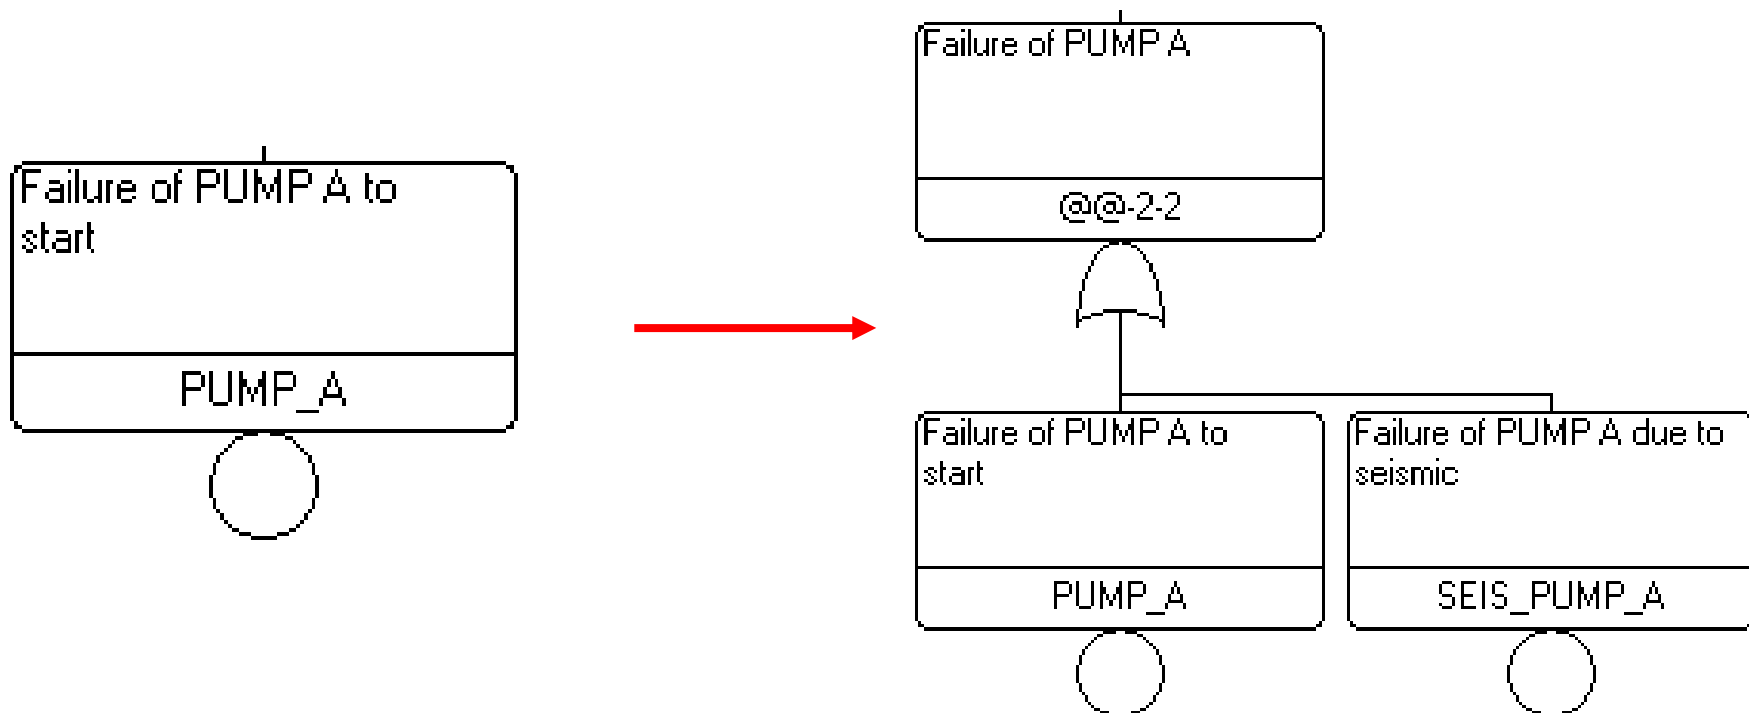 Failure of PUMP A to
start
PUMP_A
Failure of PUMP A
@@-2-2
Failure of PUMP A to
start
PUMP_A
Failure of PUMP A due to
seismic
SEIS_PUMP_A